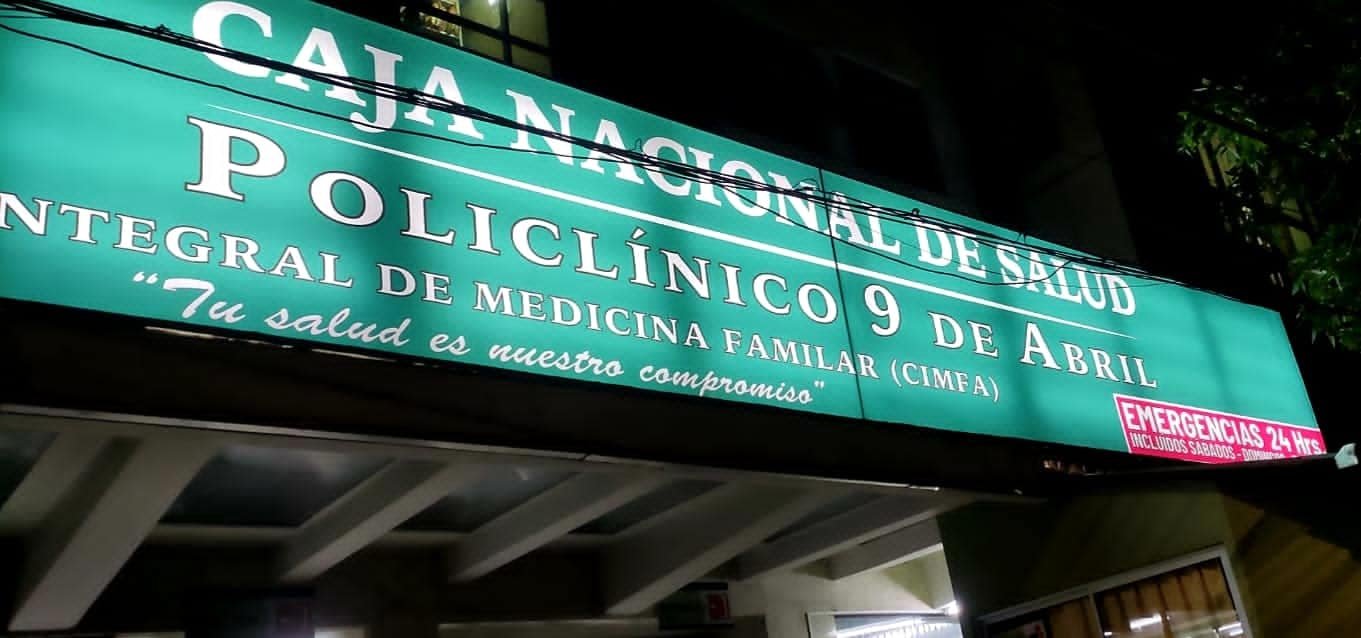 CAJA NACIONAL DE SALUD
POLICLÍNICO 9 DE ABRIL
NTEGRAL DE MEDICINA FAMILAR (CIMFA)
"Tu salud es nuestro compromiso"
EMERGENCIAS 24 Hrs
INCLUIDOS SABADOS - DOMINGOS